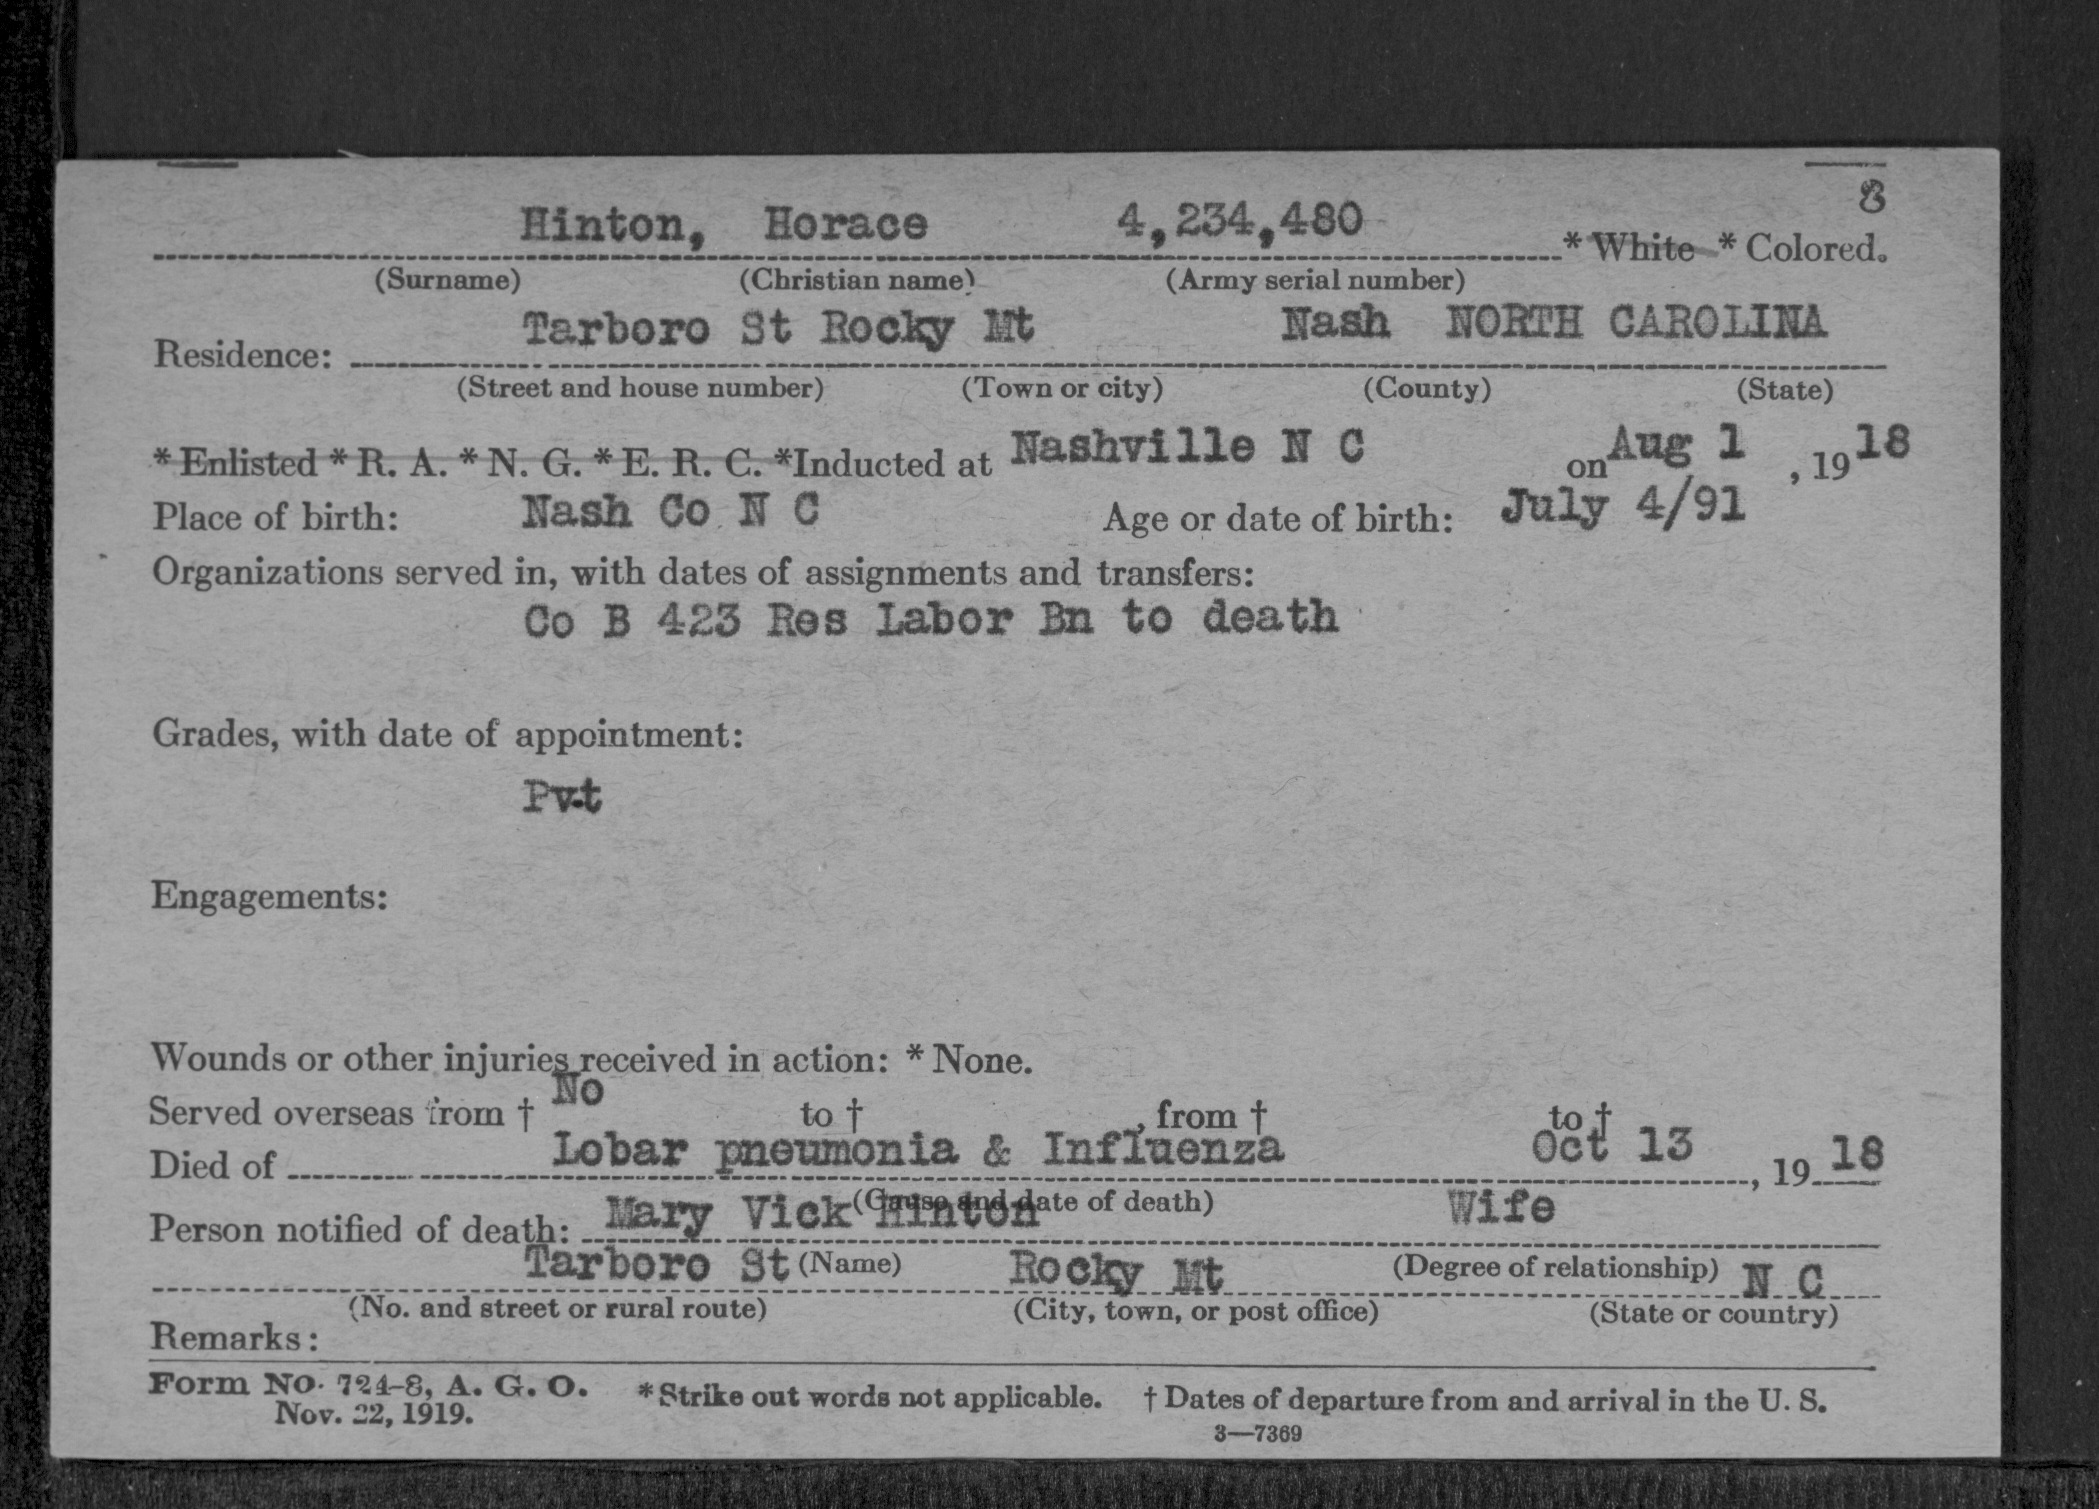 8
Hinton, Horace 4,234,480 * White * Colored.
(Surname) (Christian name) (Army serial number)
Tarboro St Rocky Mt Nash NORTH CAROLINA
Residence:
(Street and house number) (Town or city) (County) (State)
* Enlisted * R. A. * N. G. * E. R. C. *Inducted at Nashville N C on Aug 1, 1918
Place of birth: Nash Co N C Age or date of birth: July 4/91
Organizations served in, with dates of assignments and transfers:
Co B 423 Res Labor Bn to death
Grades, with date of appointment:
Pvt
Engagements:
Wounds or other injuries received in action: * None.
Served overseas from † No to †, from † to †
Died of Lobar pneumonia & Influenza Oct 13, 1918
(Cause and date of death)
Person notified of death: Mary Vick Hinton Wife
(Name) (Degree of relationship)
Tarboro St Rocky Mt N C
(No. and street or rural route) (City, town, or post office) (State or country)
Remarks:
Form No. 724-8, A. G. O. * Strike out words not applicable. † Dates of departure from and arrival in the U. S.
Nov. 22, 1919.
3—7369